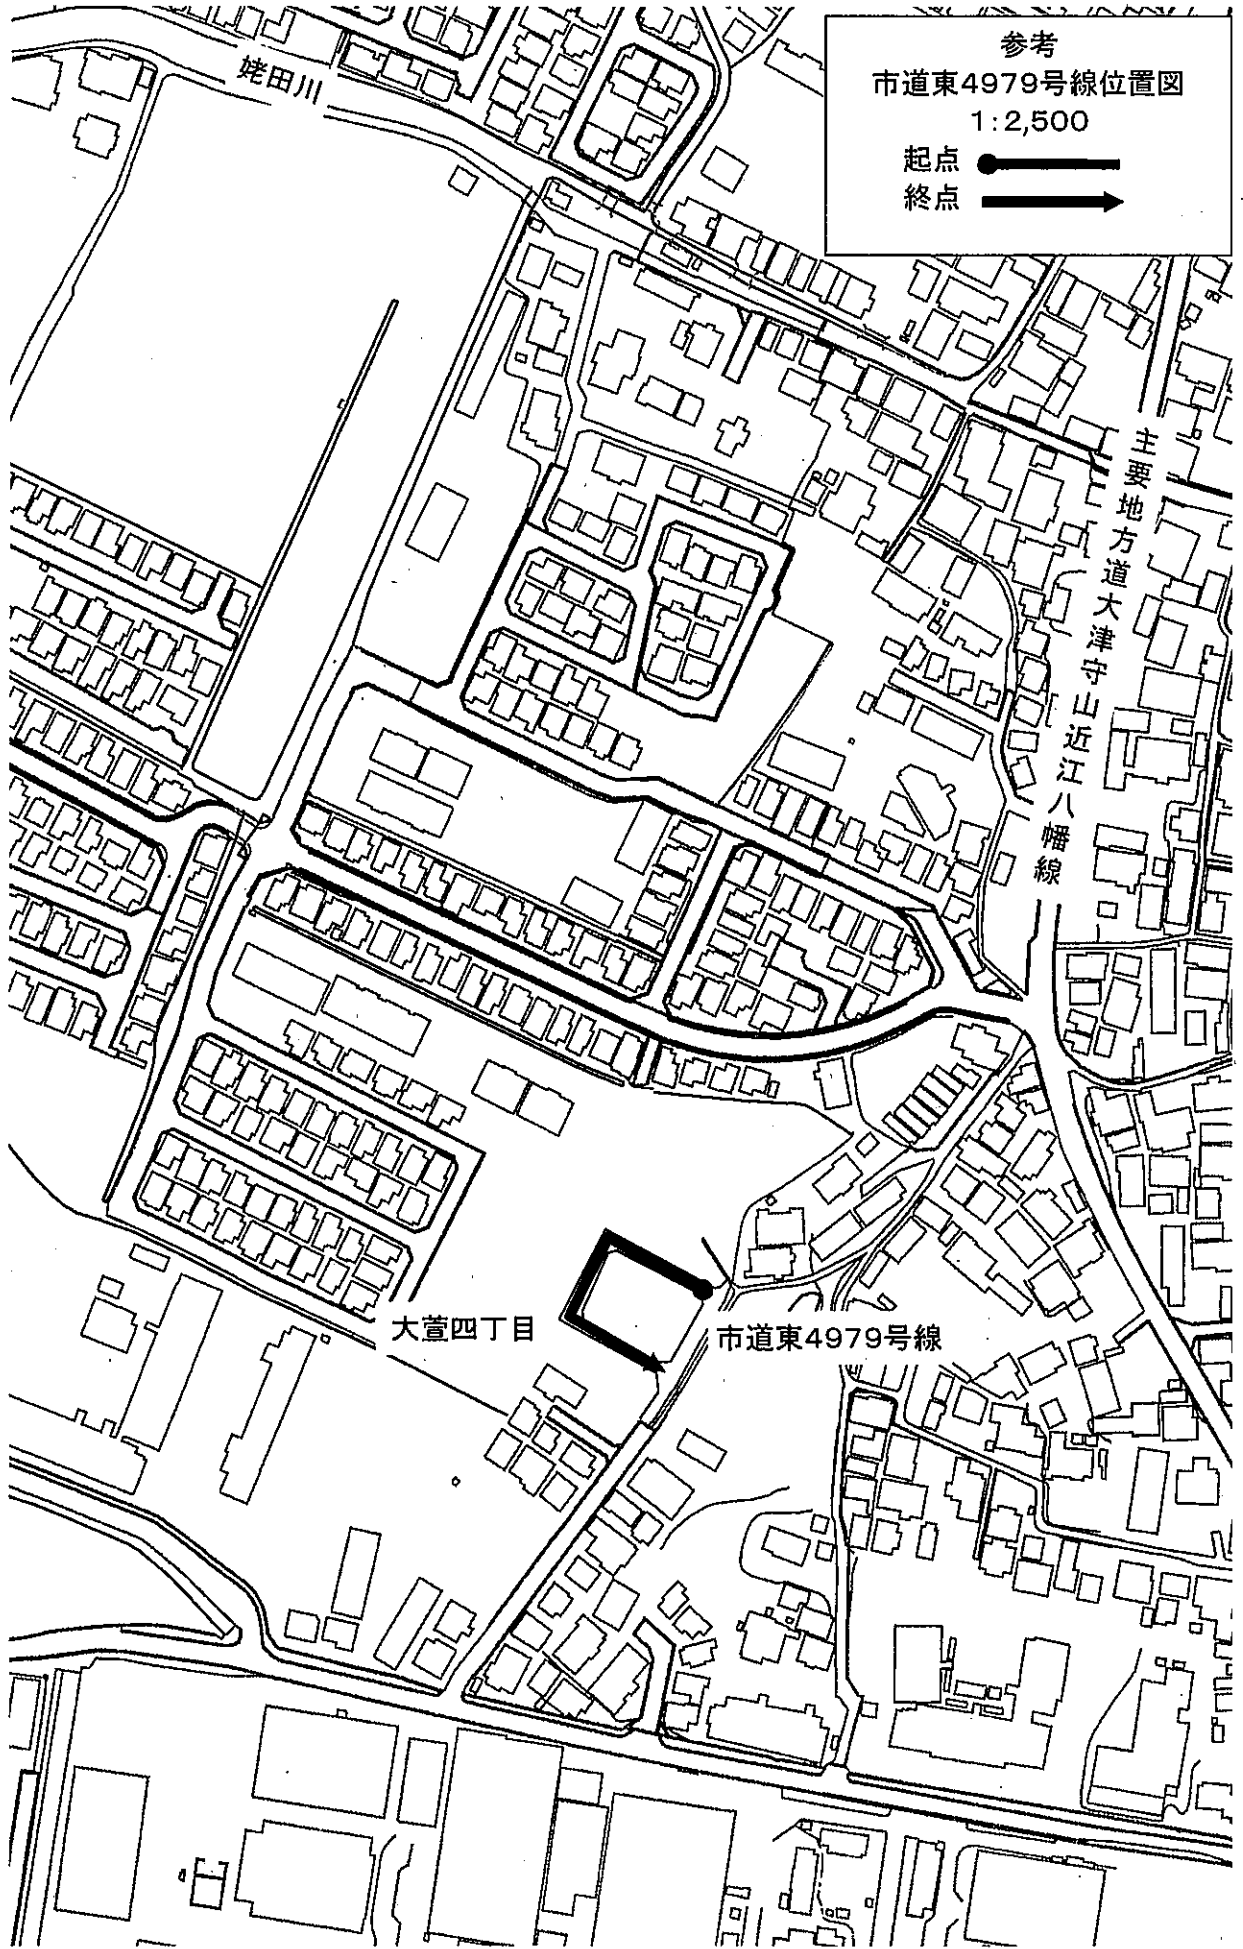 参考
市道東4979号線位置図
1:2,500
起点
終点
姥田川
主要地方道大津守山近江八幡線
大萱四丁目
市道東4979号線